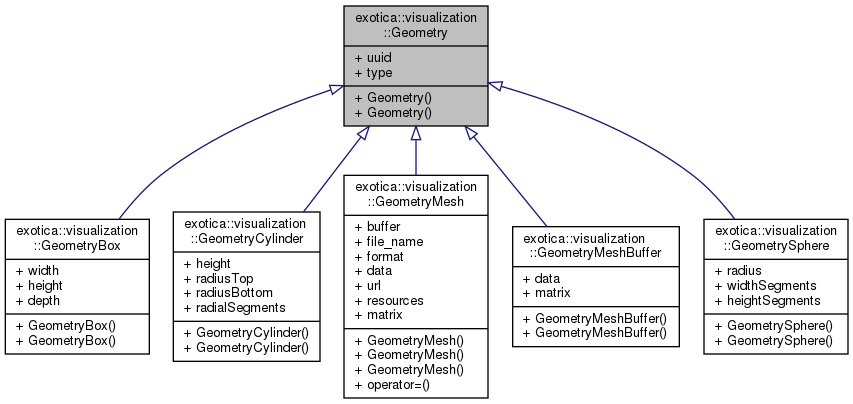 exotica::visualization
::Geometry
+ uuid
+ type
+ Geometry()
+ Geometry()
exotica::visualization
::GeometryBox
+ width
+ height
+ depth
+ GeometryBox()
+ GeometryBox()
exotica::visualization
::GeometryCylinder
+ height
+ radiusTop
+ radiusBottom
+ radialSegments
+ GeometryCylinder()
+ GeometryCylinder()
exotica::visualization
::GeometryMesh
+ buffer
+ file_name
+ format
+ data
+ url
+ resources
+ matrix
+ GeometryMesh()
+ GeometryMesh()
+ GeometryMesh()
+ operator=()
exotica::visualization
::GeometryMeshBuffer
+ data
+ matrix
+ GeometryMeshBuffer()
+ GeometryMeshBuffer()
exotica::visualization
::GeometrySphere
+ radius
+ widthSegments
+ heightSegments
+ GeometrySphere()
+ GeometrySphere()